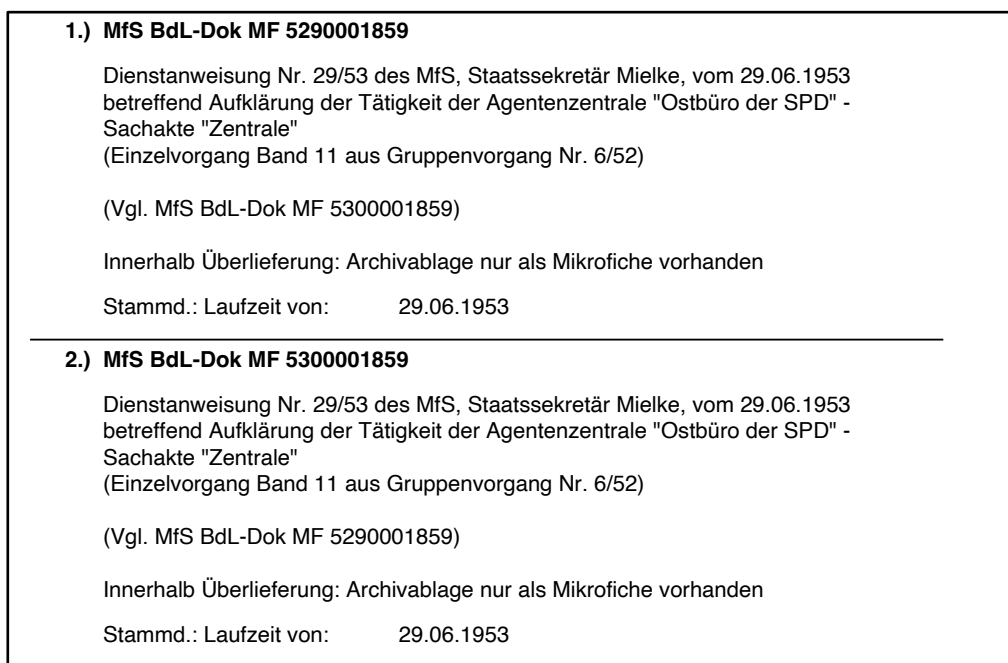 1.) MfS BdL-Dok MF 5290001859
Dienstanweisung Nr. 29/53 des MfS, Staatssekretär Mielke, vom 29.06.1953
betreffend Aufklärung der Tätigkeit der Agentenzentrale "Ostbüro der SPD" -
Sachakte "Zentrale"
(Einzelvorgang Band 11 aus Gruppenvorgang Nr. 6/52)
(Vgl. MfS BdL-Dok MF 5300001859)
Innerhalb Überlieferung: Archivablage nur als Mikrofiche vorhanden
Stammd.: Laufzeit von: 29.06.1953
2.) MfS BdL-Dok MF 5300001859
Dienstanweisung Nr. 29/53 des MfS, Staatssekretär Mielke, vom 29.06.1953
betreffend Aufklärung der Tätigkeit der Agentenzentrale "Ostbüro der SPD" -
Sachakte "Zentrale"
(Einzelvorgang Band 11 aus Gruppenvorgang Nr. 6/52)
(Vgl. MfS BdL-Dok MF 5290001859)
Innerhalb Überlieferung: Archivablage nur als Mikrofiche vorhanden
Stammd.: Laufzeit von: 29.06.1953